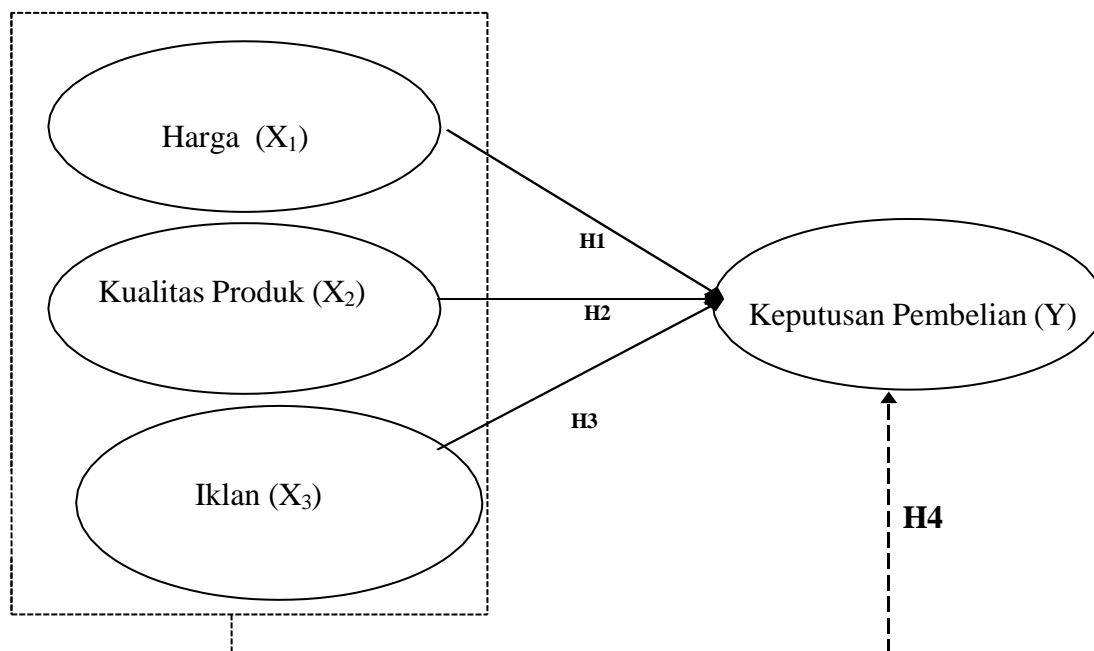 Harga (X₁)
H1
Kualitas Produk (X₂)
H2
Keputusan Pembelian (Y)
H3
Iklan (X₃)
H4